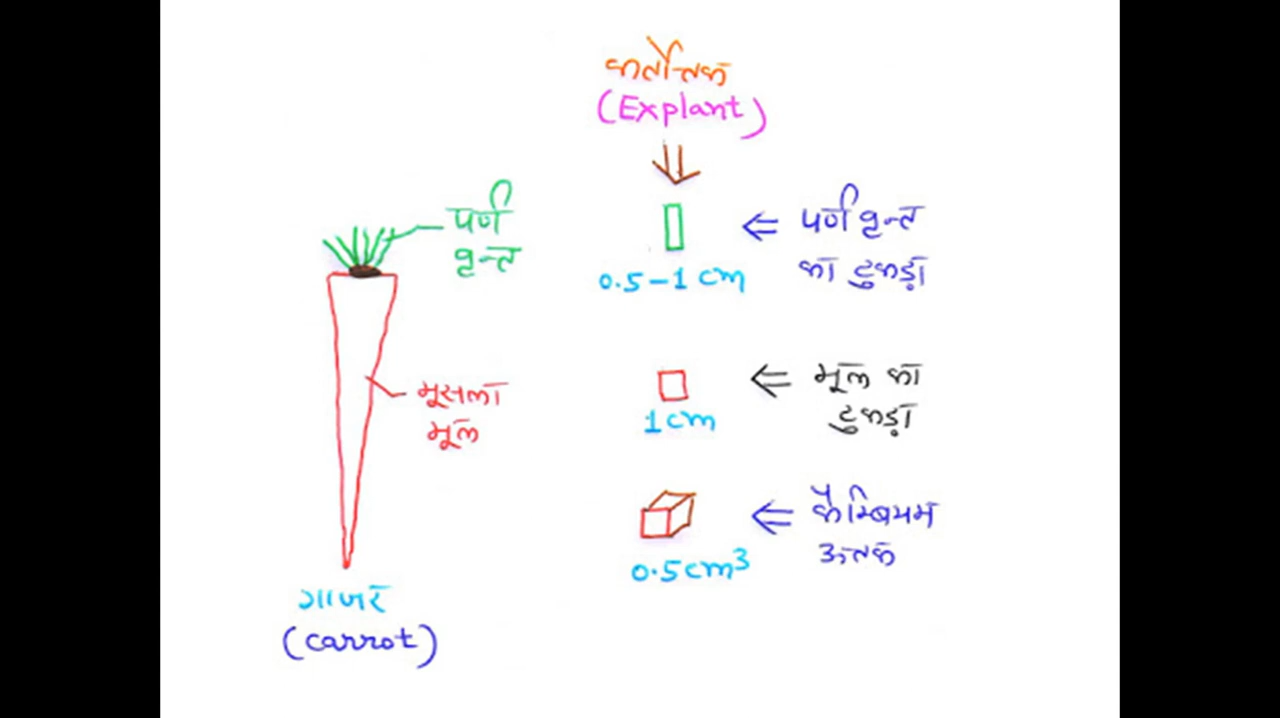 कर्तोतक
(Explant)
पर्ण
वृन्त
पर्ण वृन्त
का टुकड़ा
0.5-1 cm
मूसला
मूल
मूल का
टुकड़ा
1cm
कैम्बियम
ऊतक
0.5cm³
गाजर
(carrot)